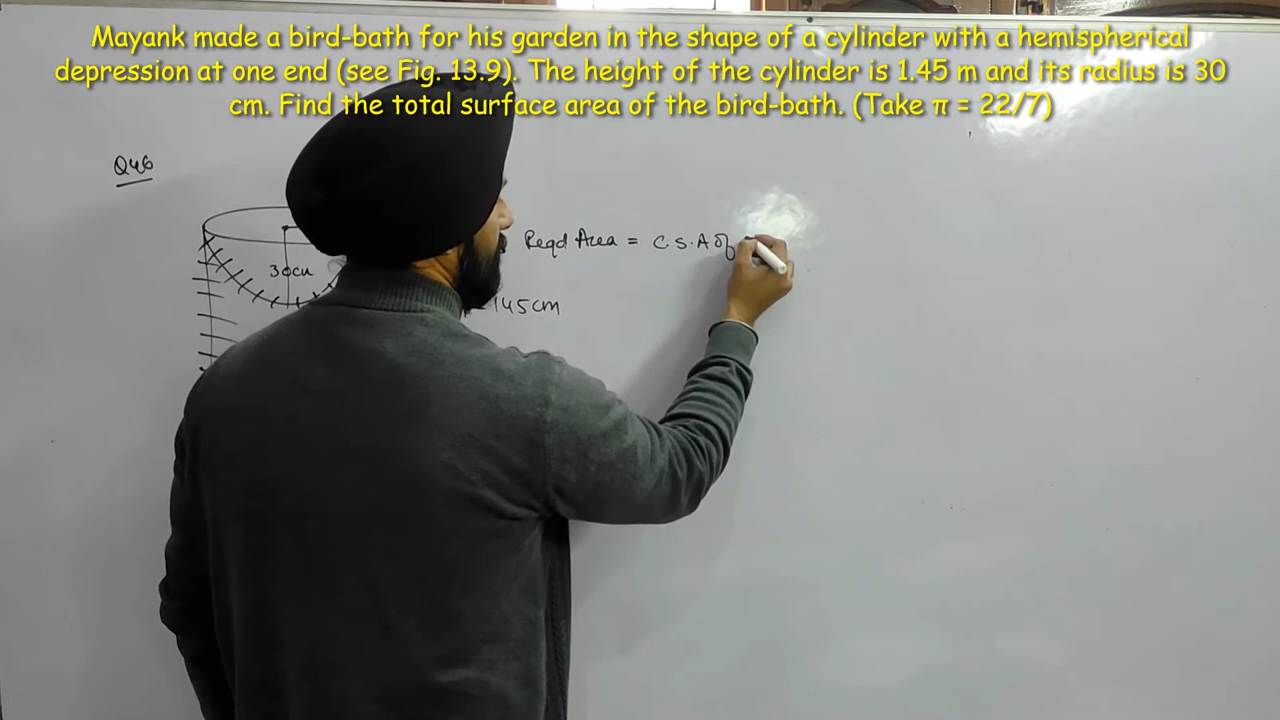 Mayank made a bird-bath for his garden in the shape of a cylinder with a hemispherical
depression at one end (see Fig. 13.9). The height of the cylinder is 1.45 m and its radius is 30
cm. Find the total surface area of the bird-bath. (Take π = 22/7)
Q46
Reqd Area = C.S.A of
30cm
145cm